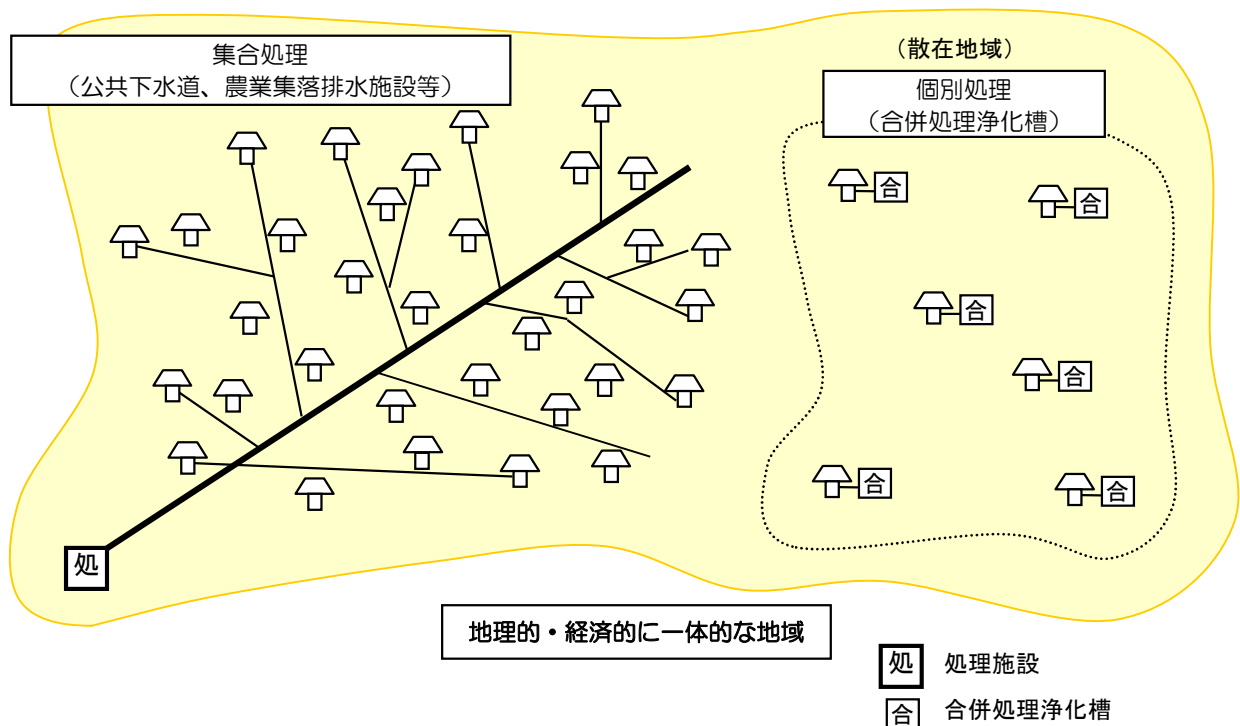 集合処理
（公共下水道、農業集落排水施設等）
（散在地域）
個別処理
（合併処理浄化槽）
合
合
合
合
合
合
処
地理的・経済的に一体的な地域
処 処理施設
合 合併処理浄化槽